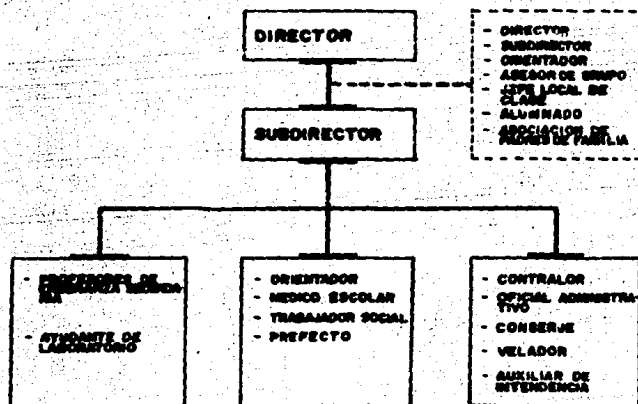 DIRECTOR
- DIRECTOR
- SUBDIRECTOR
- ORIENTADOR
- ASESOR DE GRUPO
- JEFE LOCAL DE
CLASE
- ALUMNADO
- ASOCIACION DE
PADRES DE FAMILIA
SUBDIRECTOR
- PROFESORES DE
ENSEÑANZA SECUNDA-
RIA
- AYUDANTE DE
LABORATORIO
- ORIENTADOR
- MEDICO ESCOLAR
- TRABAJADOR SOCIAL
- PREFECTO
- CONTRALOR
- OFICIAL ADMINISTRA-
TIVO
- CONSERJE
- VELADOR
- AUXILIAR DE
INTENDENCIA